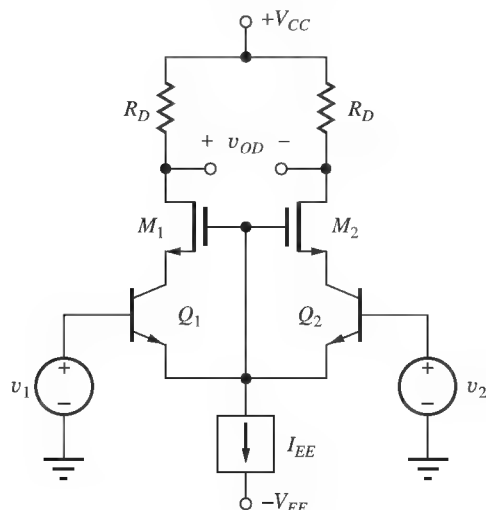 +V_CC
R_D R_D
+ v_OD −
M_1 M_2
Q_1 Q_2
+ +
v_1 v_2
− −
I_EE
−V_EE